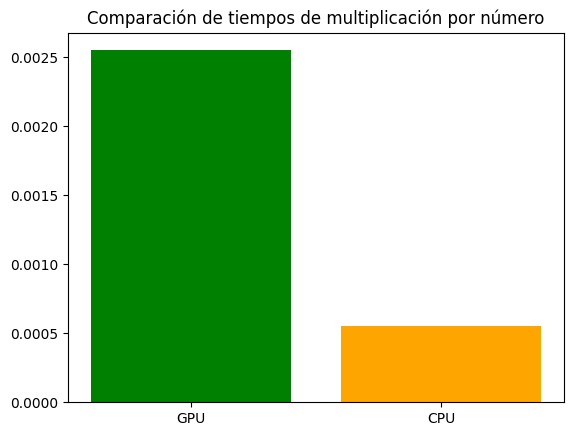 Comparación de tiempos de multiplicación por número
0.0025
0.0020
0.0015
0.0010
0.0005
0.0000
GPU
CPU